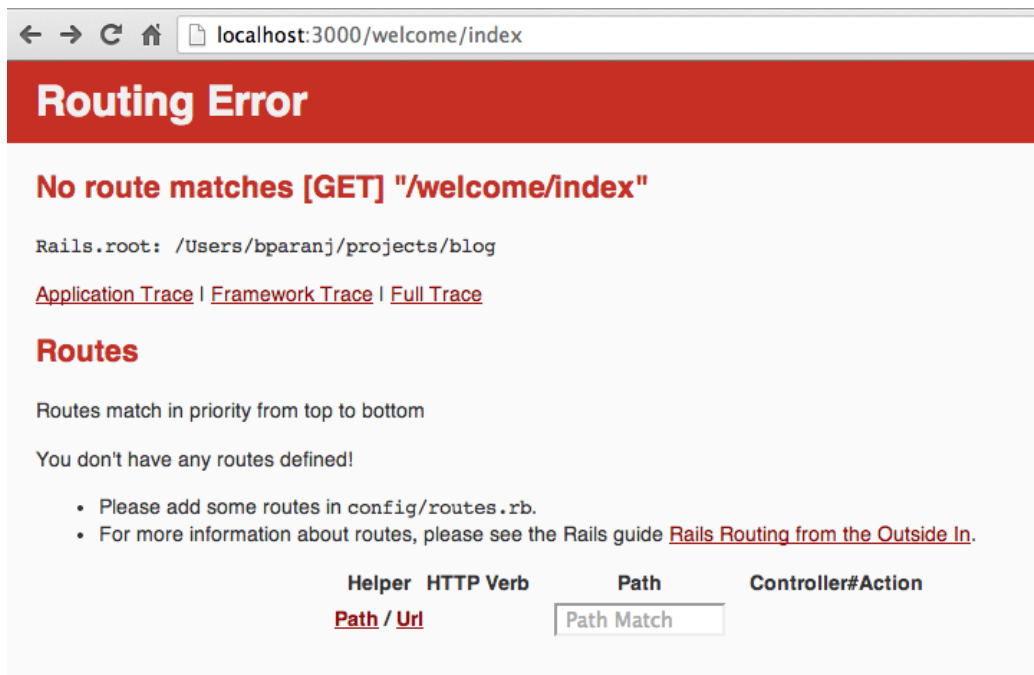 localhost:3000/welcome/index
Routing Error
No route matches [GET] "/welcome/index"
Rails.root: /Users/bparanj/projects/blog
Application Trace | Framework Trace | Full Trace
Routes
Routes match in priority from top to bottom
You don't have any routes defined!
• Please add some routes in config/routes.rb.
• For more information about routes, please see the Rails guide Rails Routing from the Outside In.
Helper HTTP Verb Path Controller#Action
Path / Url Path Match